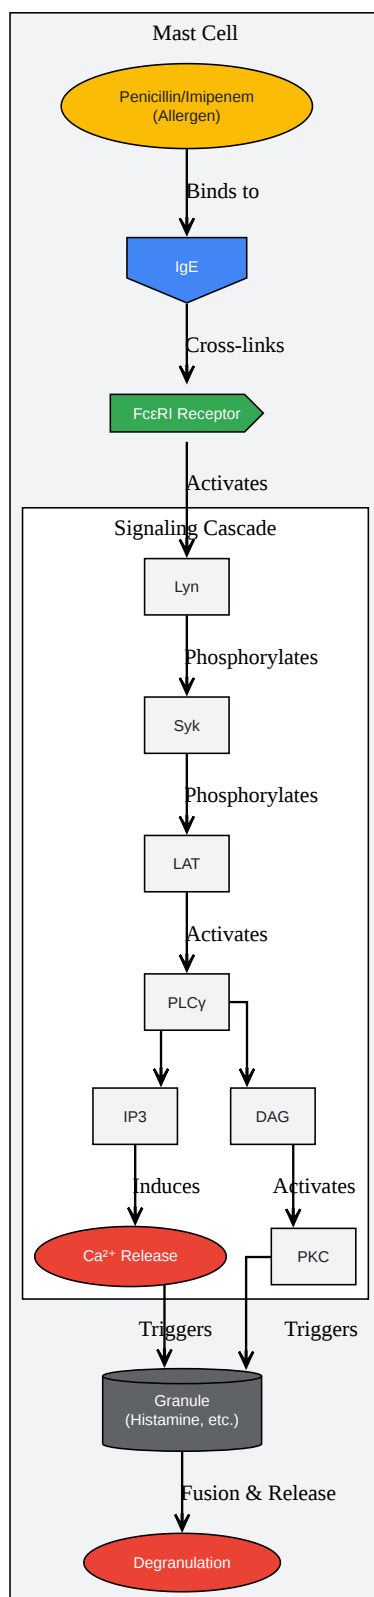 Mast Cell
Penicillin/Imipenem
(Allergen)
Binds to
IgE
Cross-links
FcεRI Receptor
Activates
Signaling Cascade
Lyn
Phosphorylates
Syk
Phosphorylates
LAT
Activates
PLCγ
IP3
DAG
Induces
Activates
Ca²⁺ Release
PKC
Triggers
Triggers
Granule
(Histamine, etc.)
Fusion & Release
Degranulation